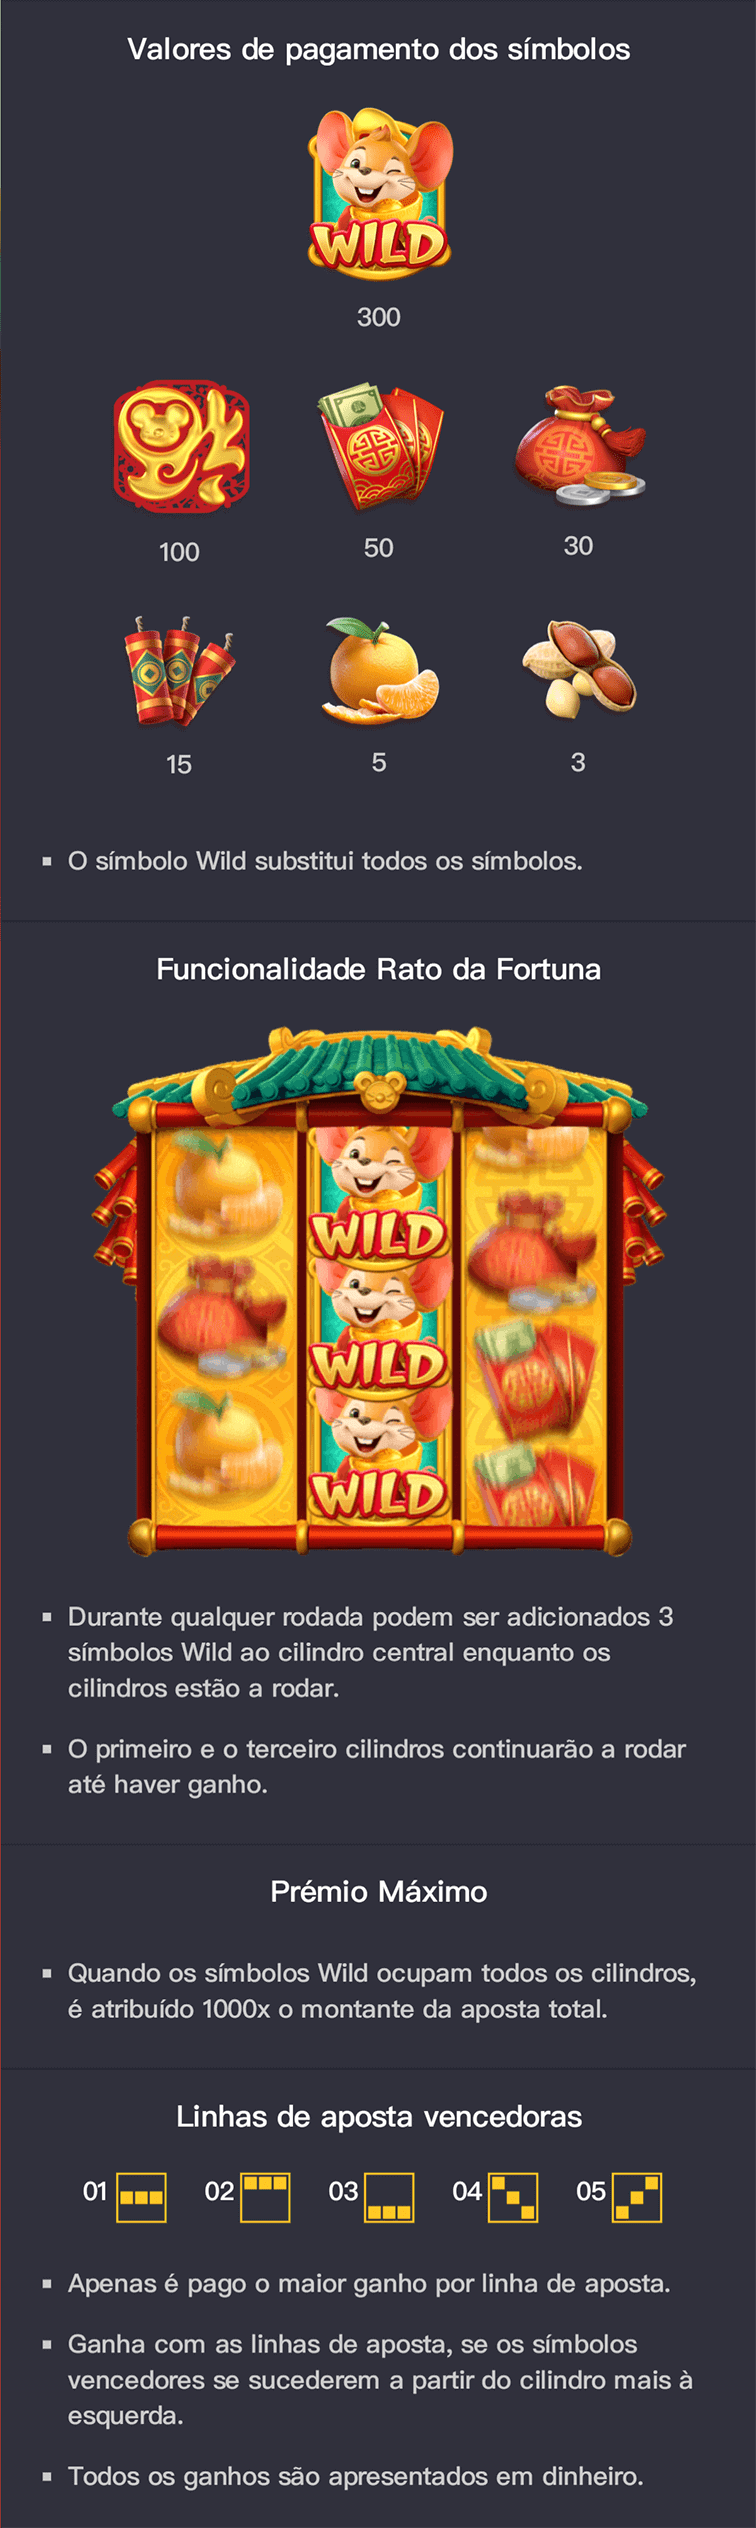 Valores de pagamento dos símbolos
WILD
300
100
50
30
15
5
3
▪ O símbolo Wild substitui todos os símbolos.
Funcionalidade Rato da Fortuna
WILD
WILD
WILD
▪ Durante qualquer rodada podem ser adicionados 3
símbolos Wild ao cilindro central enquanto os
cilindros estão a rodar.
▪ O primeiro e o terceiro cilindros continuarão a rodar
até haver ganho.
Prémio Máximo
▪ Quando os símbolos Wild ocupam todos os cilindros,
é atribuído 1000x o montante da aposta total.
Linhas de aposta vencedoras
01 02 03 04 05
▪ Apenas é pago o maior ganho por linha de aposta.
▪ Ganha com as linhas de aposta, se os símbolos
vencedores se sucederem a partir do cilindro mais à
esquerda.
▪ Todos os ganhos são apresentados em dinheiro.